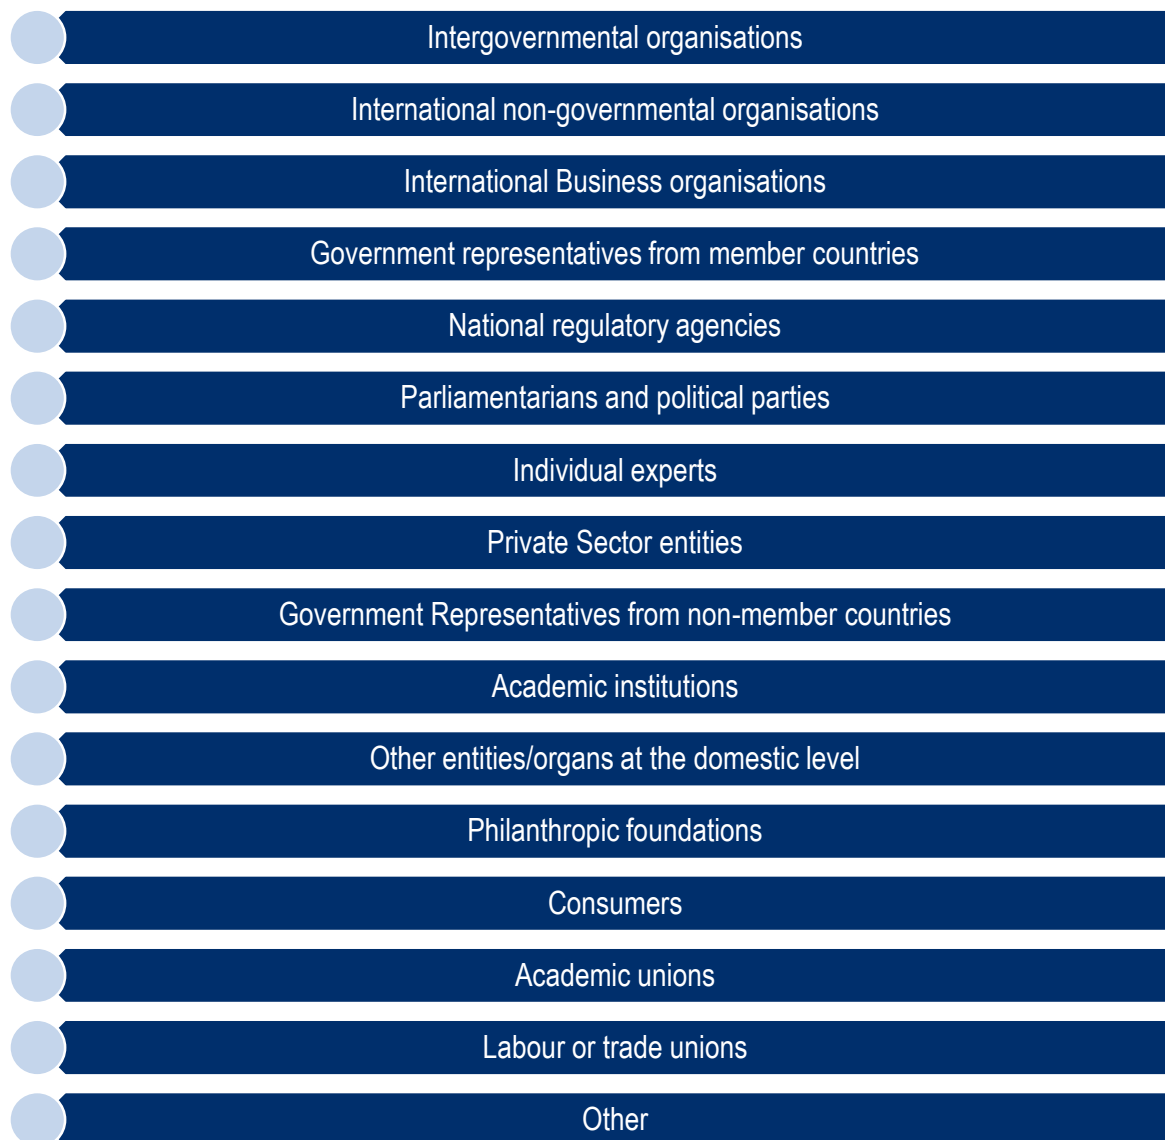 Intergovernmental organisations
International non-governmental organisations
International Business organisations
Government representatives from member countries
National regulatory agencies
Parliamentarians and political parties
Individual experts
Private Sector entities
Government Representatives from non-member countries
Academic institutions
Other entities/organs at the domestic level
Philanthropic foundations
Consumers
Academic unions
Labour or trade unions
Other